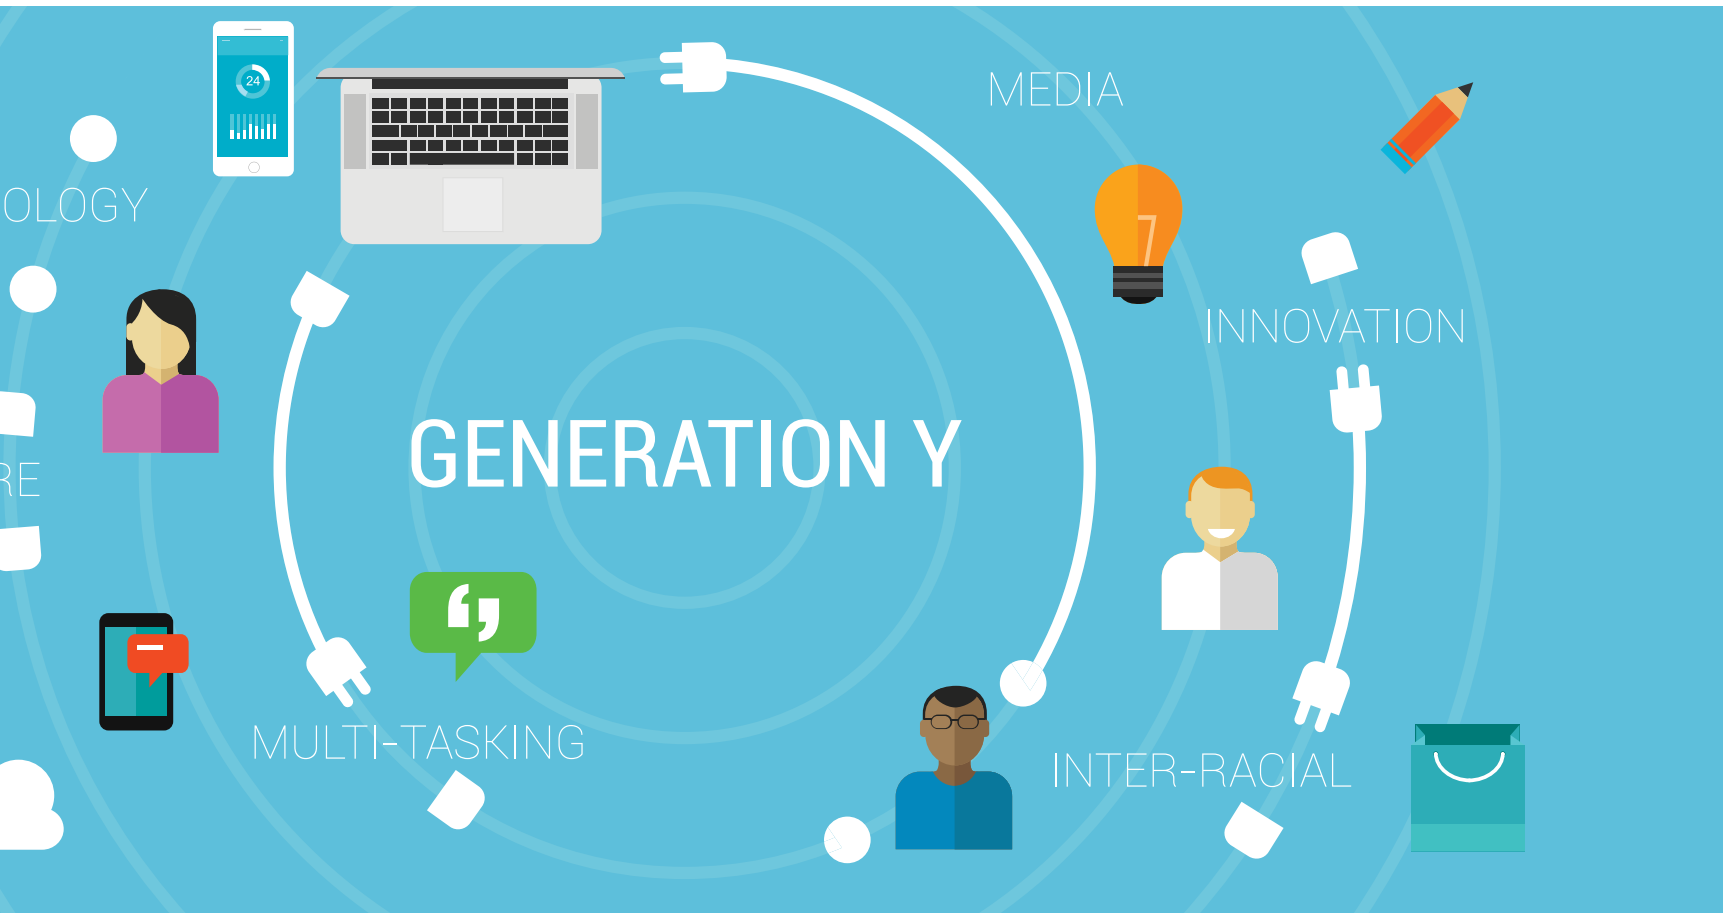 24
MEDIA
OLOGY
INNOVATION
GENERATION Y
RE
MULTI-TASKING
INTER-RACIAL